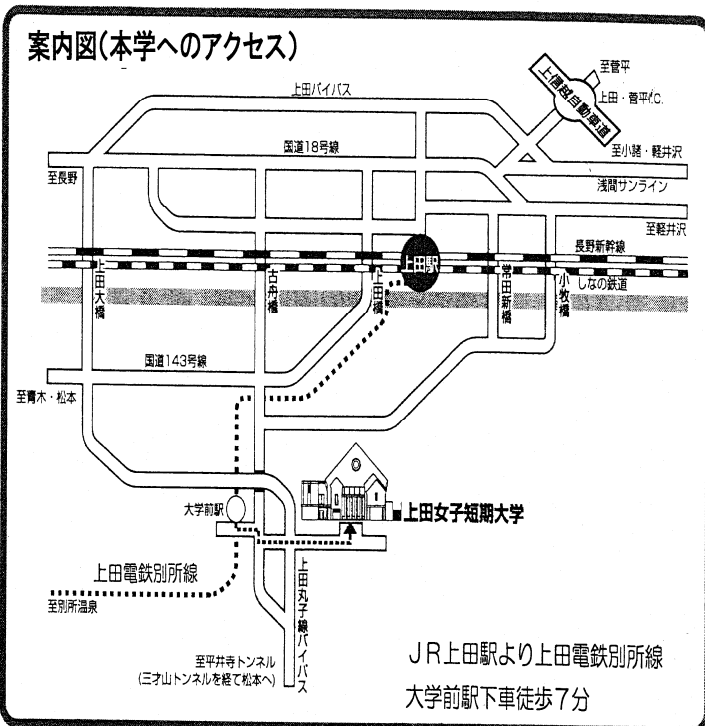 案内図(本学へのアクセス)
至菅平
上信越自動車道
上田・菅平I.C.
上田バイパス
国道18号線
至小諸・軽井沢
至長野
浅間サンライン
至軽井沢
長野新幹線
上田駅
しなの鉄道
上田大橋
古舟橋
上田橋
常田新橋
小牧橋
国道143号線
至青木・松本
大学前駅
上田女子短期大学
上田電鉄別所線
至別所温泉
上田丸子線バイパス
至平井寺トンネル
(三才山トンネルを経て松本へ)
JR上田駅より上田電鉄別所線
大学前駅下車徒歩7分